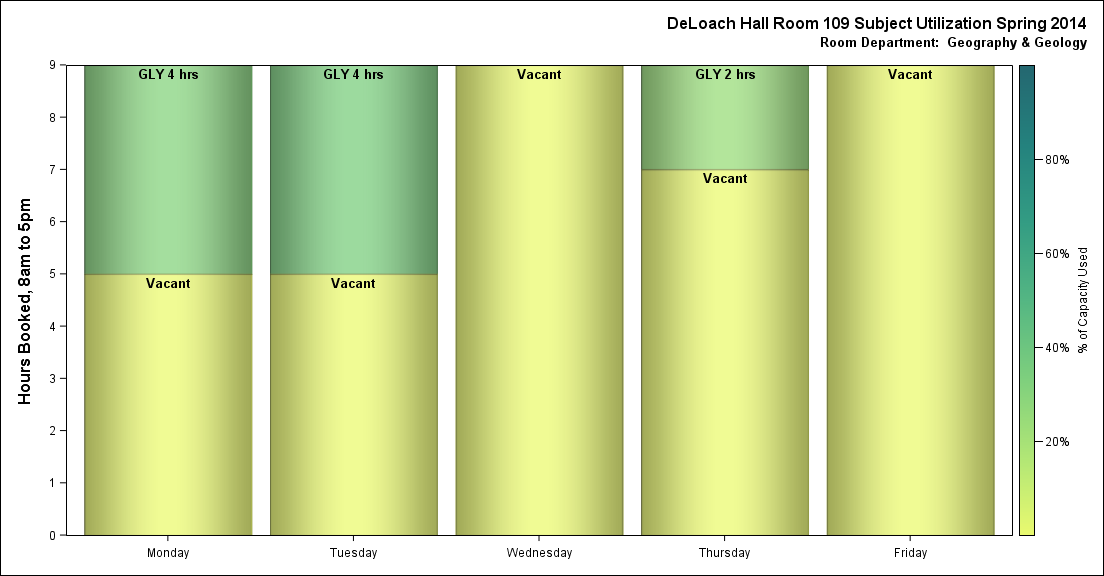 DeLoach Hall Room 109 Subject Utilization Spring 2014
Room Department: Geography & Geology
Hours Booked, 8am to 5pm
9
8
7
6
5
4
3
2
1
0
GLY 4 hrs
Vacant
GLY 4 hrs
Vacant
Vacant
GLY 2 hrs
Vacant
Vacant
Monday
Tuesday
Wednesday
Thursday
Friday
80%
60%
40%
20%
% of Capacity Used